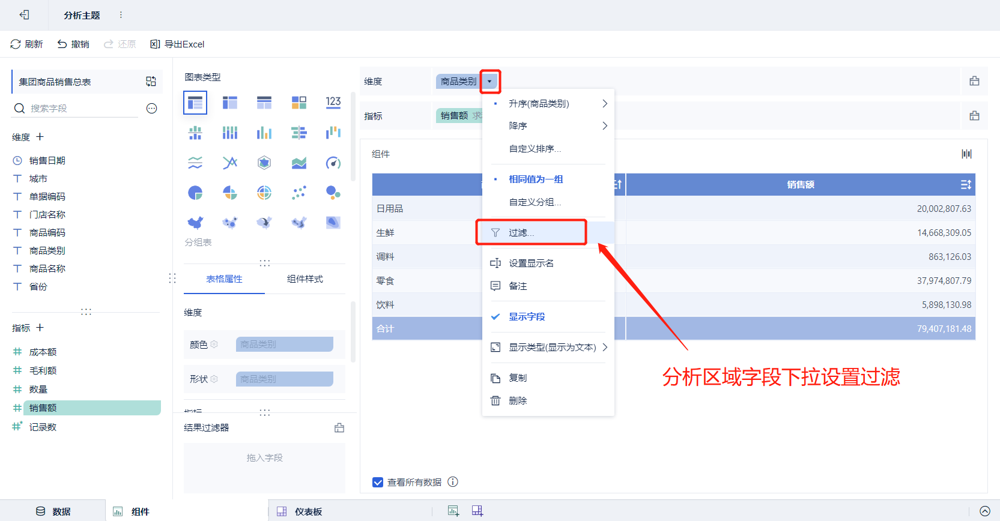 分析主题
刷新
撤销
还原
导出Excel
集团商品销售总表
搜索字段
维度
销售日期
城市
单据编码
门店名称
商品编码
商品类别
商品名称
省份
指标
成本额
毛利额
数量
销售额
记录数
图表类型
123
分组表
表格属性
组件样式
维度
颜色
商品类别
形状
商品类别
结果过滤器
拖入字段
维度
商品类别
指标
销售额
升序(商品类别)
降序
自定义排序...
相同值为一组
自定义分组...
过滤...
设置显示名
备注
显示字段
显示类型(显示为文本)
复制
删除
组件
销售额
日用品
20,002,807.63
生鲜
14,668,309.05
调料
863,126.03
零食
37,974,807.79
饮料
5,898,130.98
合计
79,407,181.48
分析区域字段下拉设置过滤
查看所有数据
数据
组件
仪表板